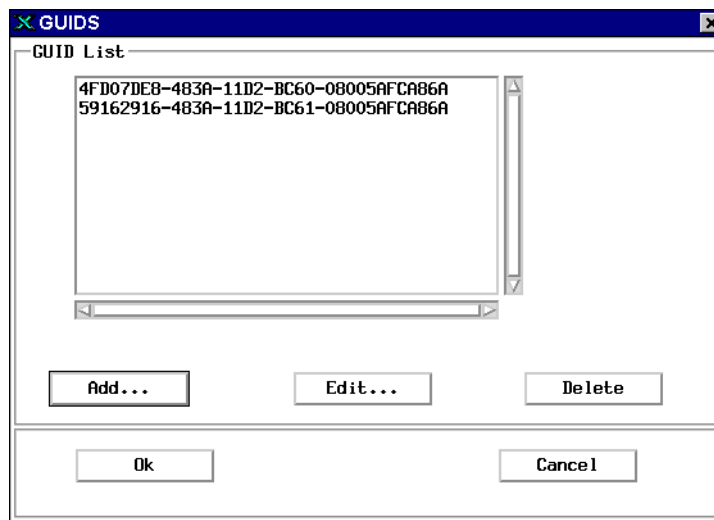 GUIDS
GUID List
4FD07DE8-483A-11D2-BC60-08005AFCA86A
59162916-483A-11D2-BC61-08005AFCA86A
Add... Edit... Delete
Ok Cancel